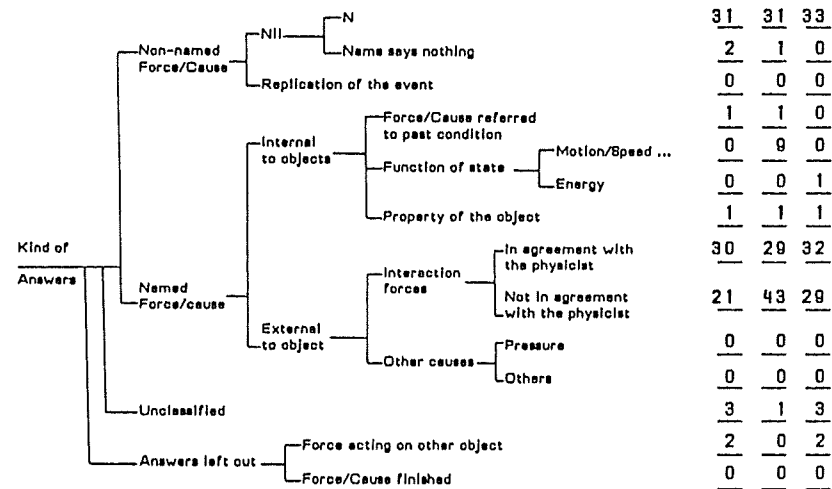 N 31 31 33
Nil
Non-named
Force/Cause
Name says nothing 2 1 0
Replication of the event 0 0 0
Force/Cause referred
to past condition 1 1 0
Internal
to objects
Motion/Speed ... 0 9 0
Function of state
Energy 0 0 1
Property of the object 1 1 1
Kind of
Answers
In agreement with
the physicist 30 29 32
Named
Force/cause
Interaction
forces
Not in agreement
with the physicist 21 43 29
External
to object
Pressure 0 0 0
Other causes
Others 0 0 0
Unclassified 3 1 3
Force acting on other object 2 0 2
Answers left out
Force/Cause finished 0 0 0